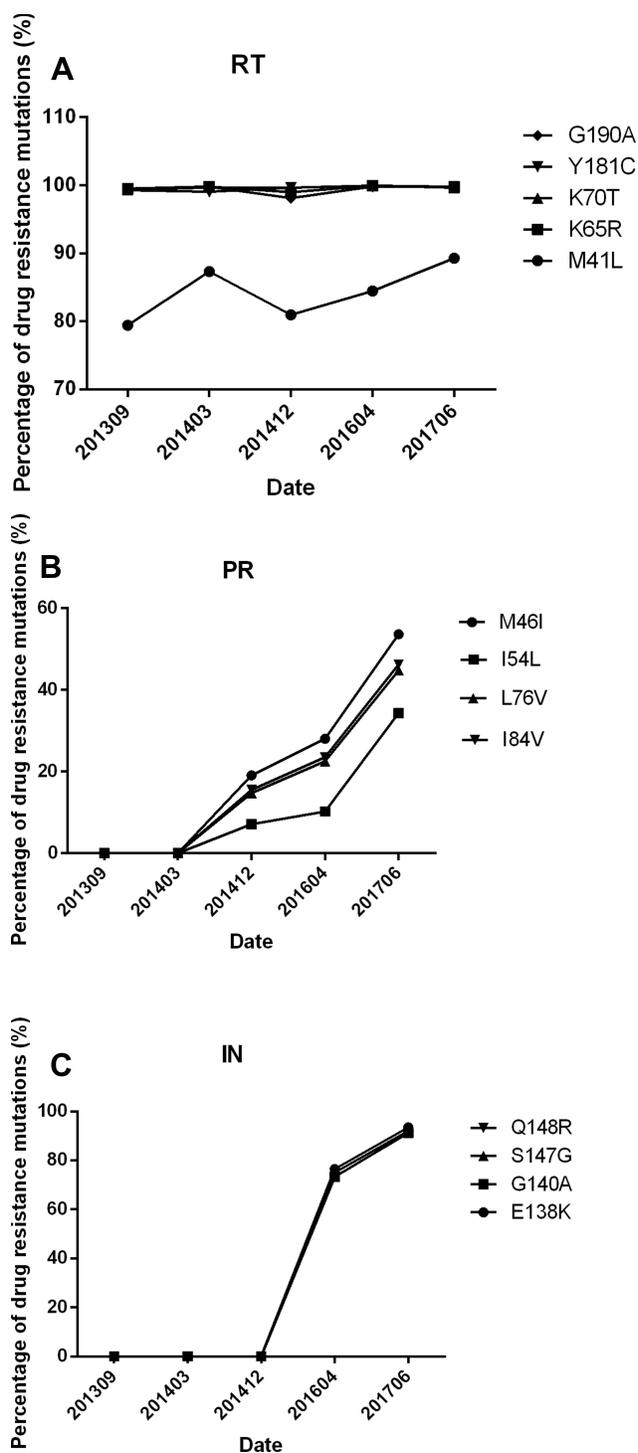 A
RT
Percentage of drug resistance mutations (%)
110
100
90
80
70
201309
201403
201412
201604
201706
Date
G190A
Y181C
K70T
K65R
M41L
B
PR
Percentage of drug resistance mutations (%)
60
40
20
0
201309
201403
201412
201604
201706
Date
M46I
I54L
L76V
I84V
C
IN
Percentage of drug resistance mutations (%)
100
80
60
40
20
0
201309
201403
201412
201604
201706
Date
Q148R
S147G
G140A
E138K